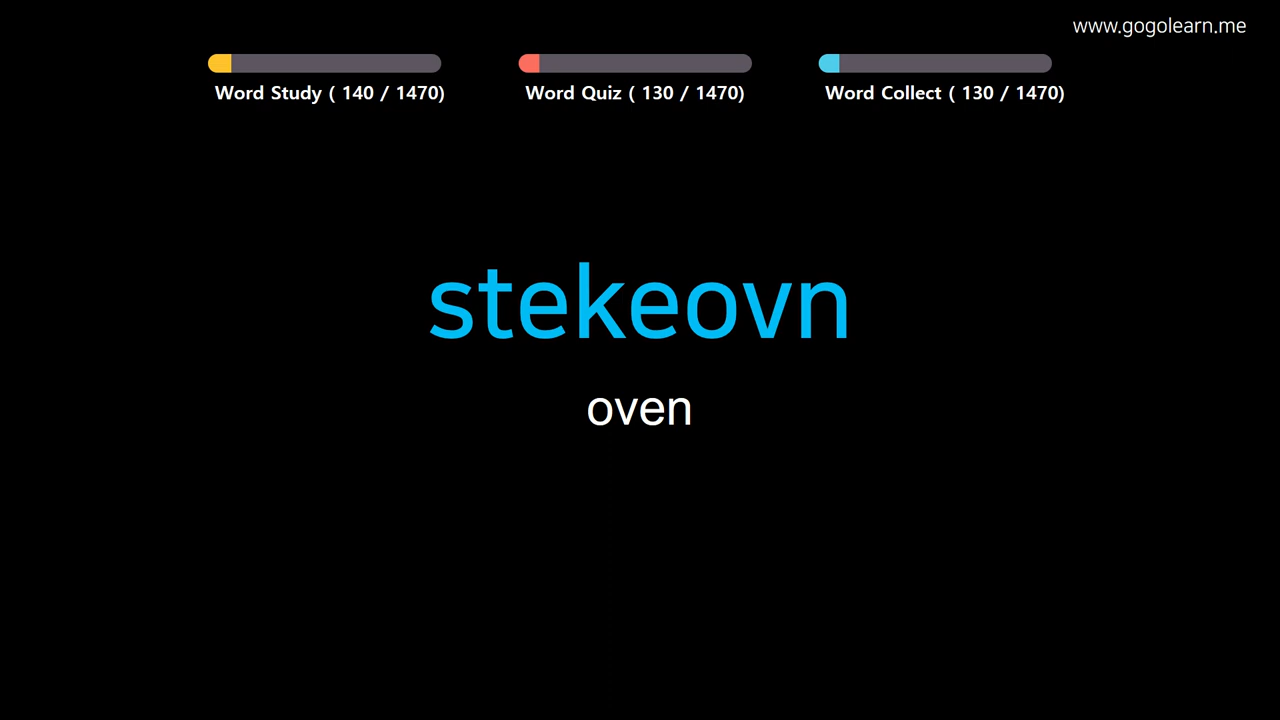 www.gogolearn.me
Word Study ( 140 / 1470)
Word Quiz ( 130 / 1470)
Word Collect ( 130 / 1470)
stekeovn
oven